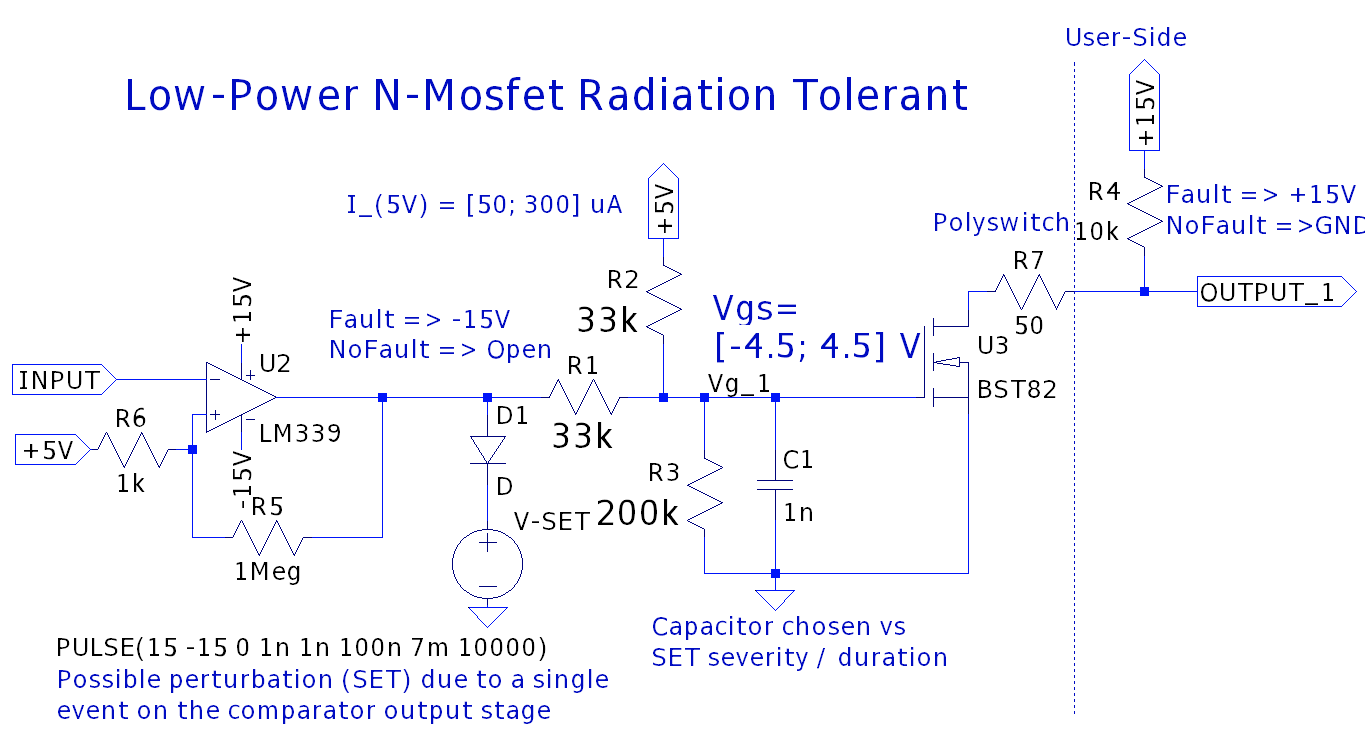 User-Side
Low-Power N-Mosfet Radiation Tolerant
+15V
I_(5V) = [50; 300] uA
+5V
R4
10k
Fault => +15V
NoFault =>GND
Polyswitch
R7
50
OUTPUT_1
R2
33k
Vgs=
[-4.5; 4.5] V
U3
BST82
+15V
Fault => -15V
NoFault => Open
U2
INPUT
R1
33k
Vg_1
R6
+5V
1k
LM339
-15V
D1
D
R3
200k
C1
1n
R5
1Meg
V-SET
PULSE(15 -15 0 1n 1n 100n 7m 10000)
Possible perturbation (SET) due to a single
event on the comparator output stage
Capacitor chosen vs
SET severity / duration